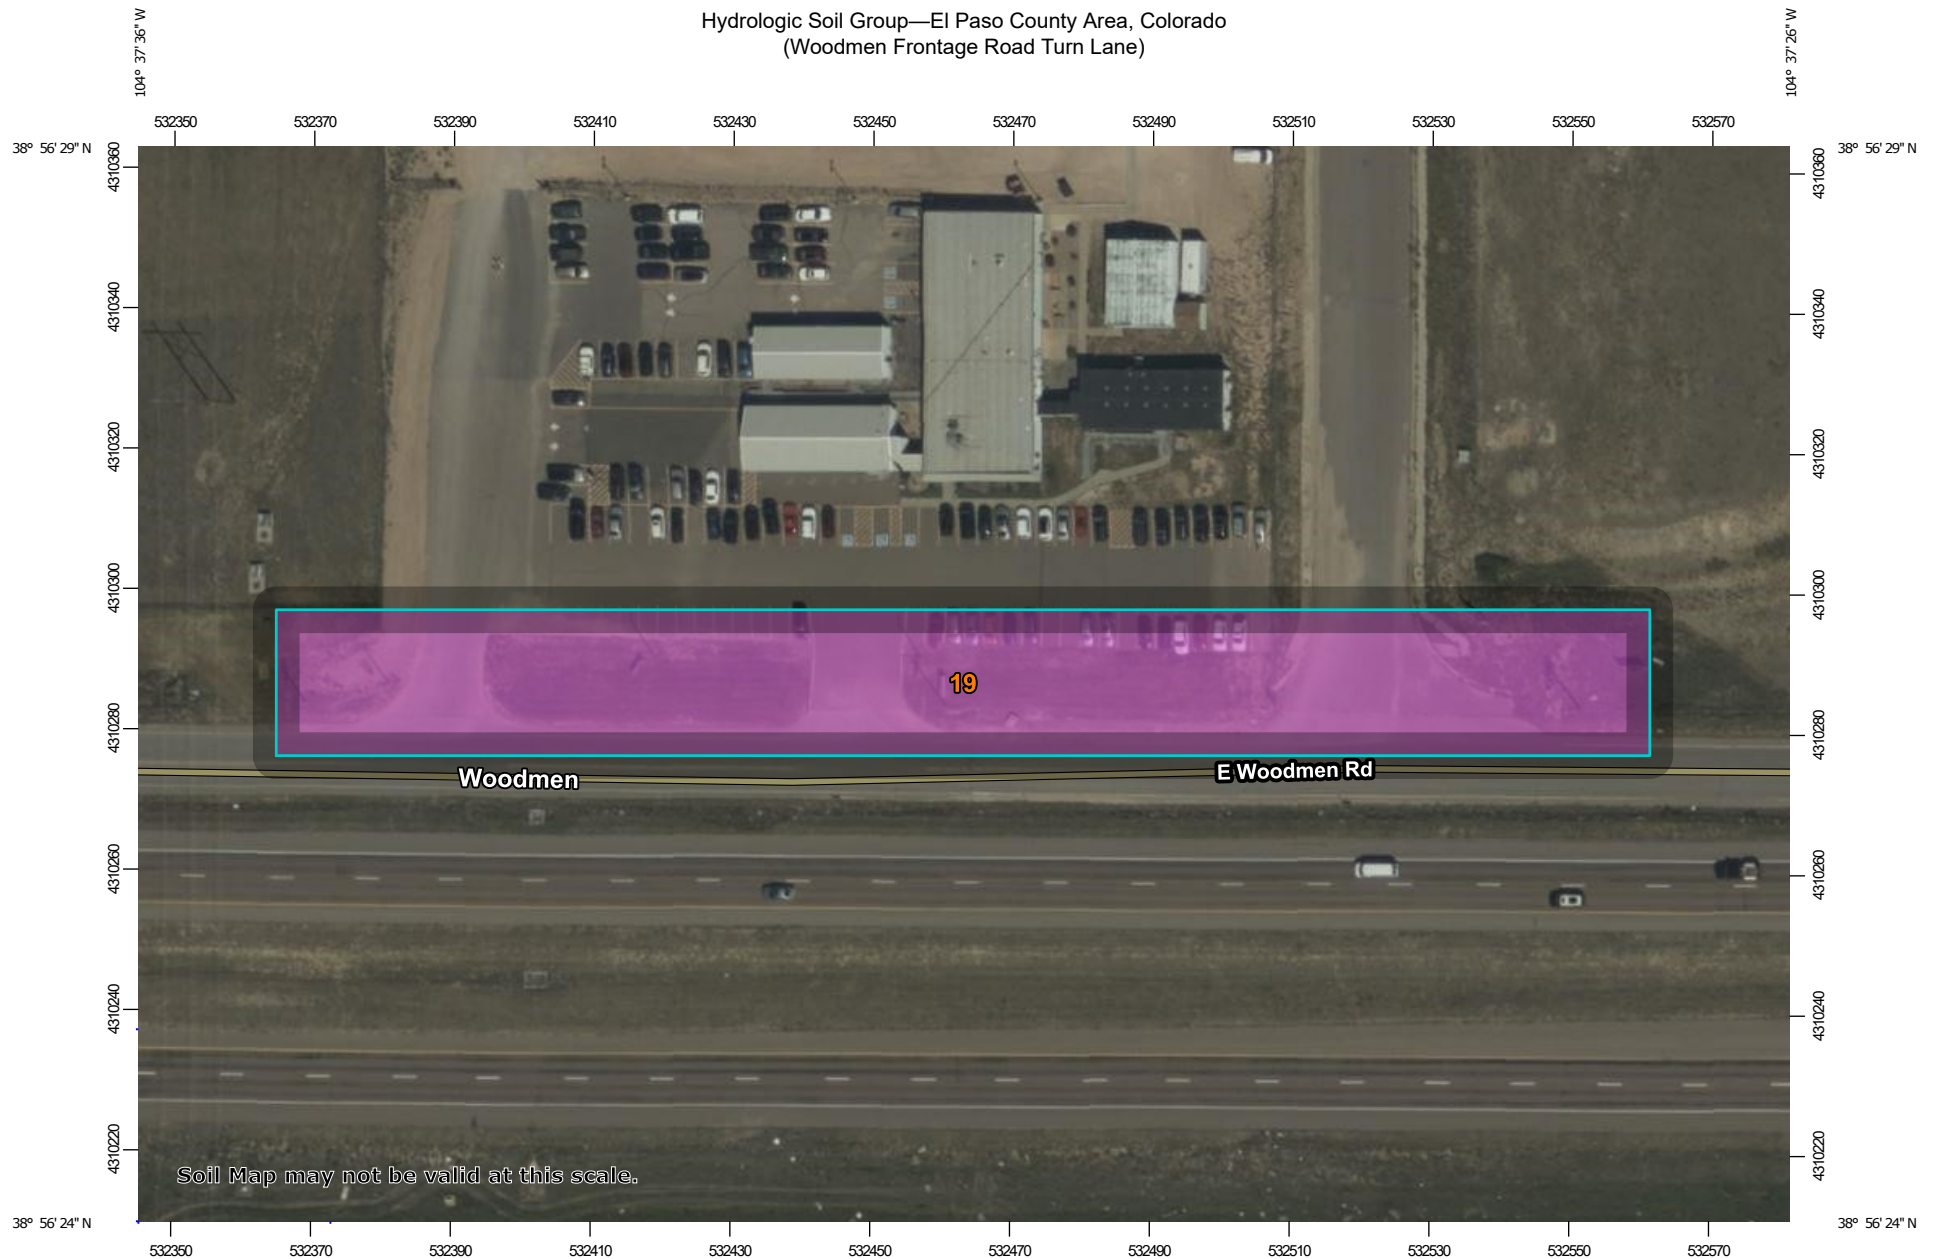 Hydrologic Soil Group—El Paso County Area, Colorado
(Woodmen Frontage Road Turn Lane)
104° 37' 36'' W
104° 37' 26'' W
532350 532370 532390 532410 532430 532450 532470 532490 532510 532530 532550 532570
38° 56' 29'' N
38° 56' 29'' N
4310360
4310360
4310340
4310340
4310320
4310320
4310300
4310300
19
4310280
4310280
Woodmen
E Woodmen Rd
4310260
4310260
4310240
4310240
4310220
4310220
Soil Map may not be valid at this scale.
38° 56' 24'' N
38° 56' 24'' N
532350 532370 532390 532410 532430 532450 532470 532490 532510 532530 532550 532570